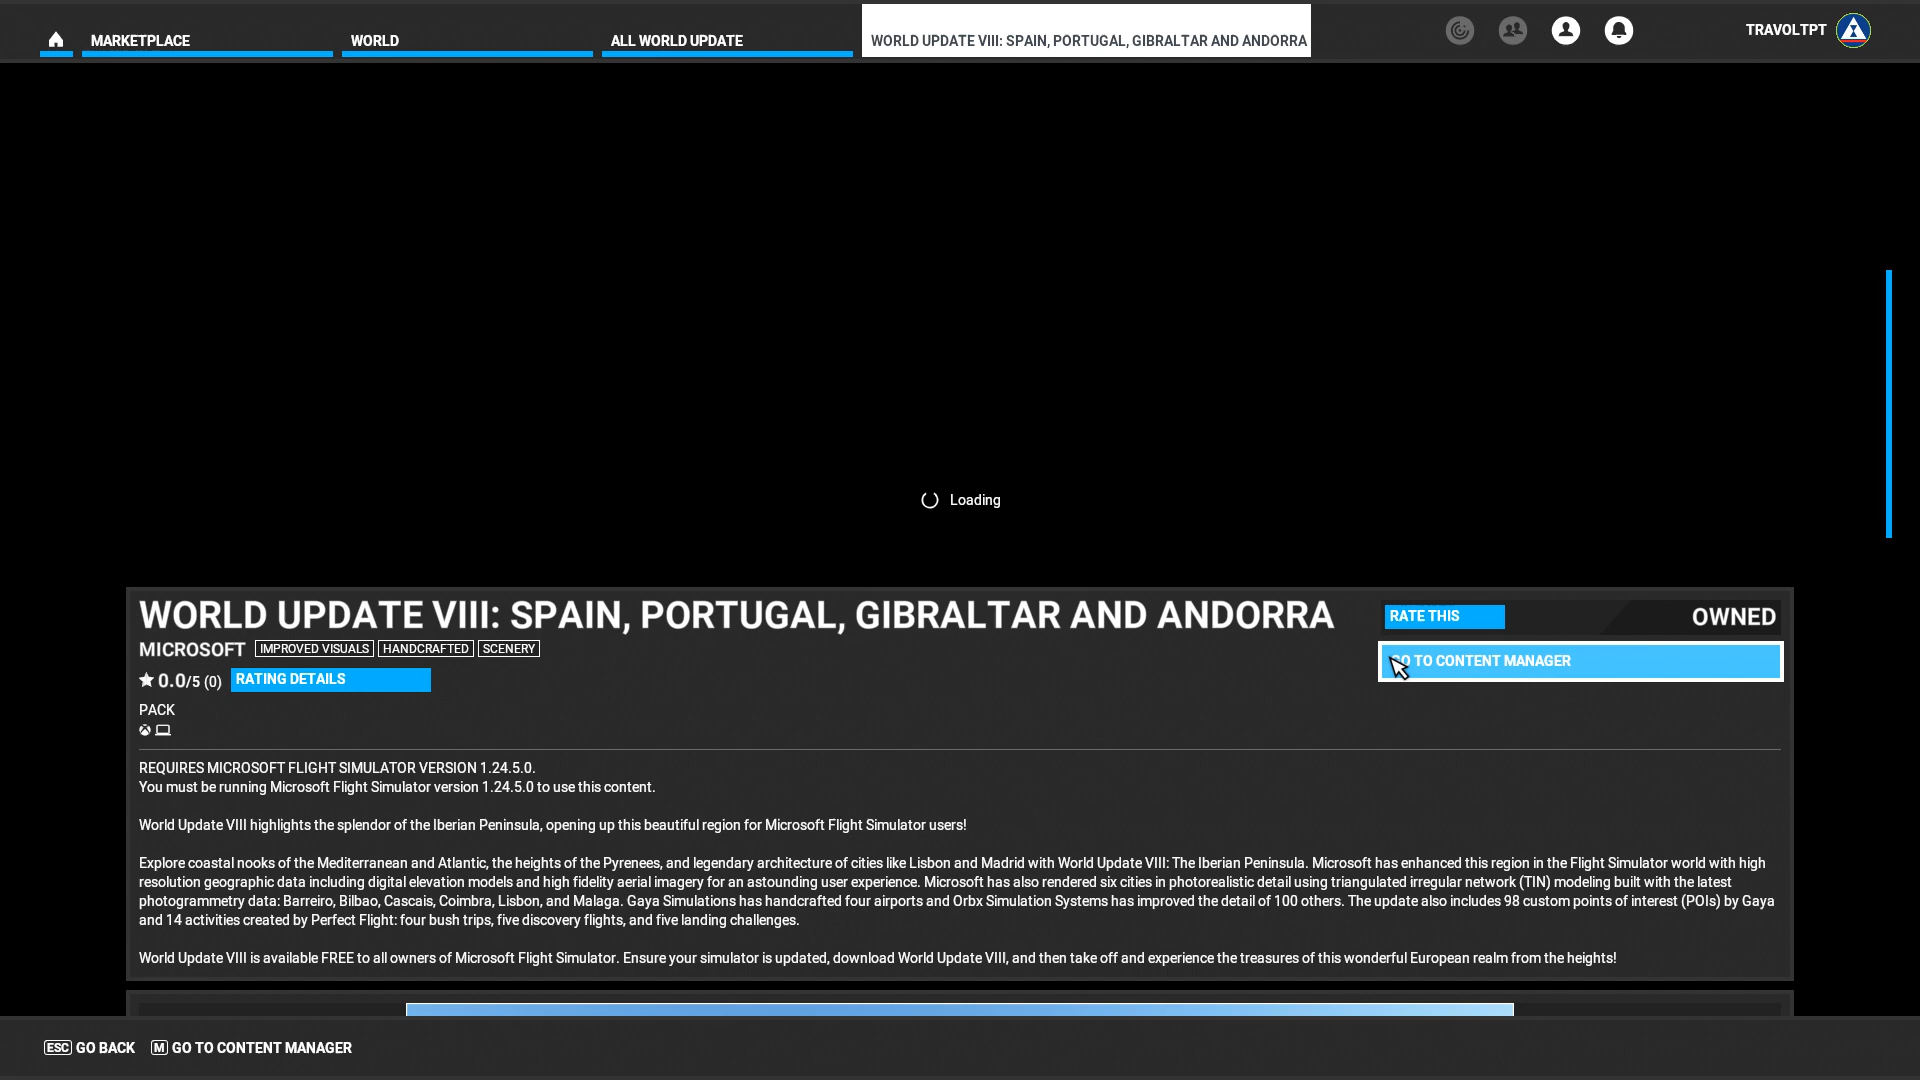 MARKETPLACE
WORLD
ALL WORLD UPDATE
WORLD UPDATE VIII: SPAIN, PORTUGAL, GIBRALTAR AND ANDORRA
TRAVOLTPT
Loading
WORLD UPDATE VIII: SPAIN, PORTUGAL, GIBRALTAR AND ANDORRA
RATE THIS
OWNED
MICROSOFT IMPROVED VISUALS HANDCRAFTED SCENERY
GO TO CONTENT MANAGER
0.0/5 (0) RATING DETAILS
PACK
REQUIRES MICROSOFT FLIGHT SIMULATOR VERSION 1.24.5.0.
You must be running Microsoft Flight Simulator version 1.24.5.0 to use this content.
World Update VIII highlights the splendor of the Iberian Peninsula, opening up this beautiful region for Microsoft Flight Simulator users!
Explore coastal nooks of the Mediterranean and Atlantic, the heights of the Pyrenees, and legendary architecture of cities like Lisbon and Madrid with World Update VIII: The Iberian Peninsula. Microsoft has enhanced this region in the Flight Simulator world with high
resolution geographic data including digital elevation models and high fidelity aerial imagery for an astounding user experience. Microsoft has also rendered six cities in photorealistic detail using triangulated irregular network (TIN) modeling built with the latest
photogrammetry data: Barreiro, Bilbao, Cascais, Coimbra, Lisbon, and Malaga. Gaya Simulations has handcrafted four airports and Orbx Simulation Systems has improved the detail of 100 others. The update also includes 98 custom points of interest (POIs) by Gaya
and 14 activities created by Perfect Flight: four bush trips, five discovery flights, and five landing challenges.
World Update VIII is available FREE to all owners of Microsoft Flight Simulator. Ensure your simulator is updated, download World Update VIII, and then take off and experience the treasures of this wonderful European realm from the heights!
ESC GO BACK M GO TO CONTENT MANAGER